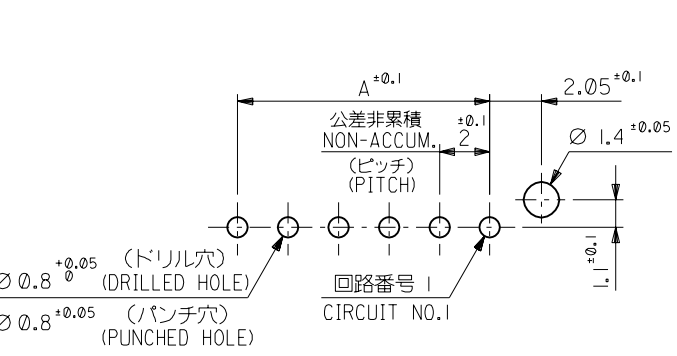 A ±0.1
2.05 ±0.1
公差非累積
NON-ACCUM.
2 ±0.1
(ピッチ)
(PITCH)
Ø 1.4 ±0.05
1.1 ±0.1
Ø 0.8 +0.05 0 (ドリル穴)
(DRILLED HOLE)
Ø 0.8 ±0.05 (パンチ穴)
(PUNCHED HOLE)
回路番号 1
CIRCUIT NO.1